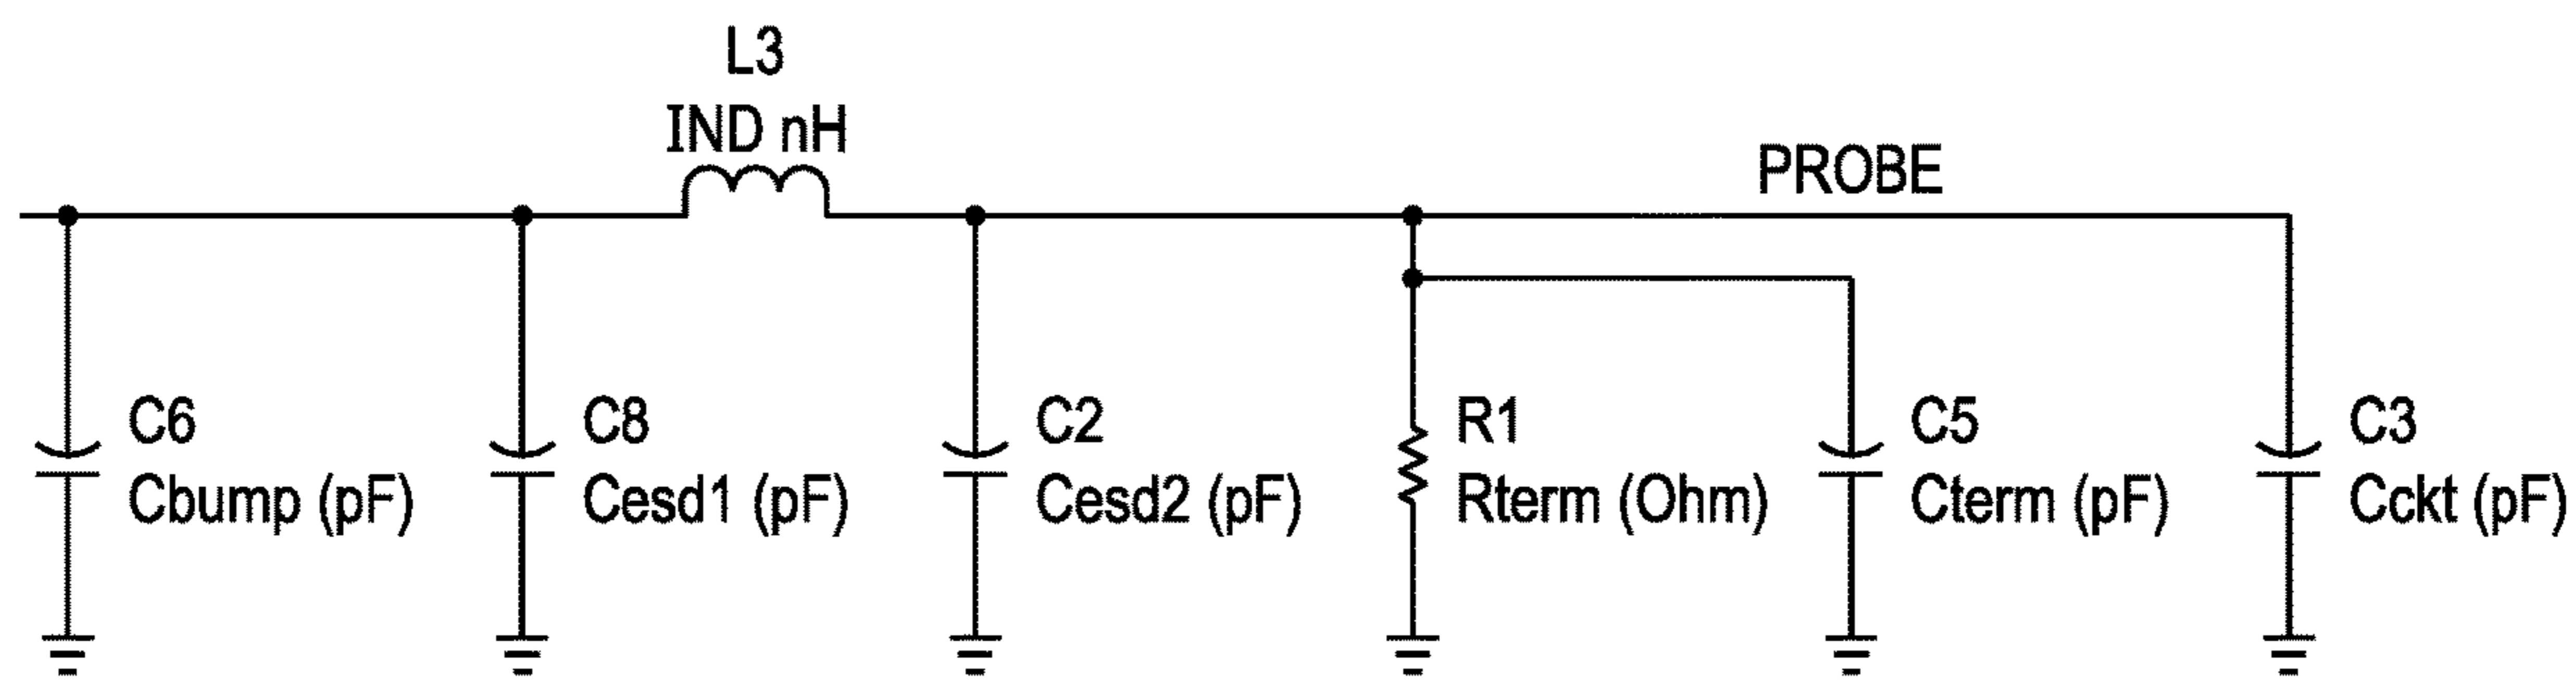 L3
IND nH
PROBE
C6
Cbump (pF)
C8
Cesd1 (pF)
C2
Cesd2 (pF)
R1
Rterm (Ohm)
C5
Cterm (pF)
C3
Cckt (pF)